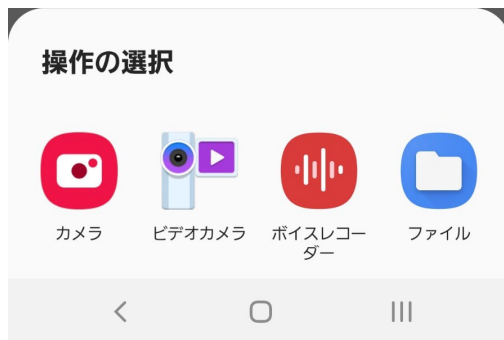 操作の選択
カメラ
ビデオカメラ
ボイスレコー
ダー
ファイル